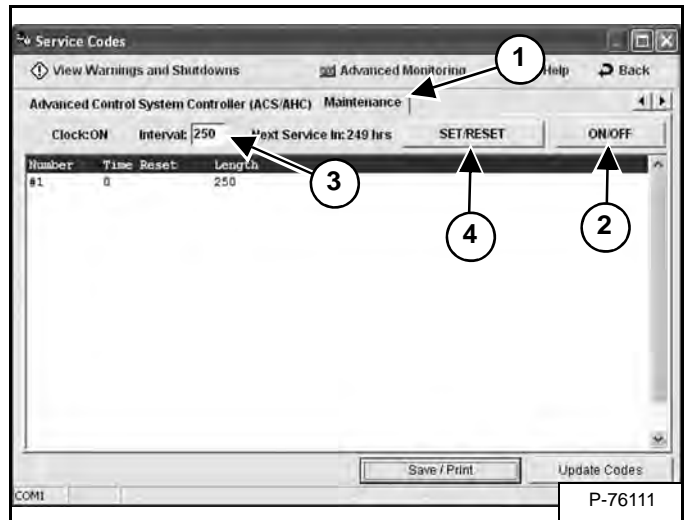 Service Codes
View Warnings and Shutdowns Advanced Monitoring Help Back
1
Advanced Control System Controller (ACS/AHC) Maintenance
Clock:ON Interval: 250 Next Service In: 249 hrs SET/RESET ON/OFF
Number Time Reset Length
#1 0 250
3
4
2
Save / Print Update Codes
COM1
P-76111